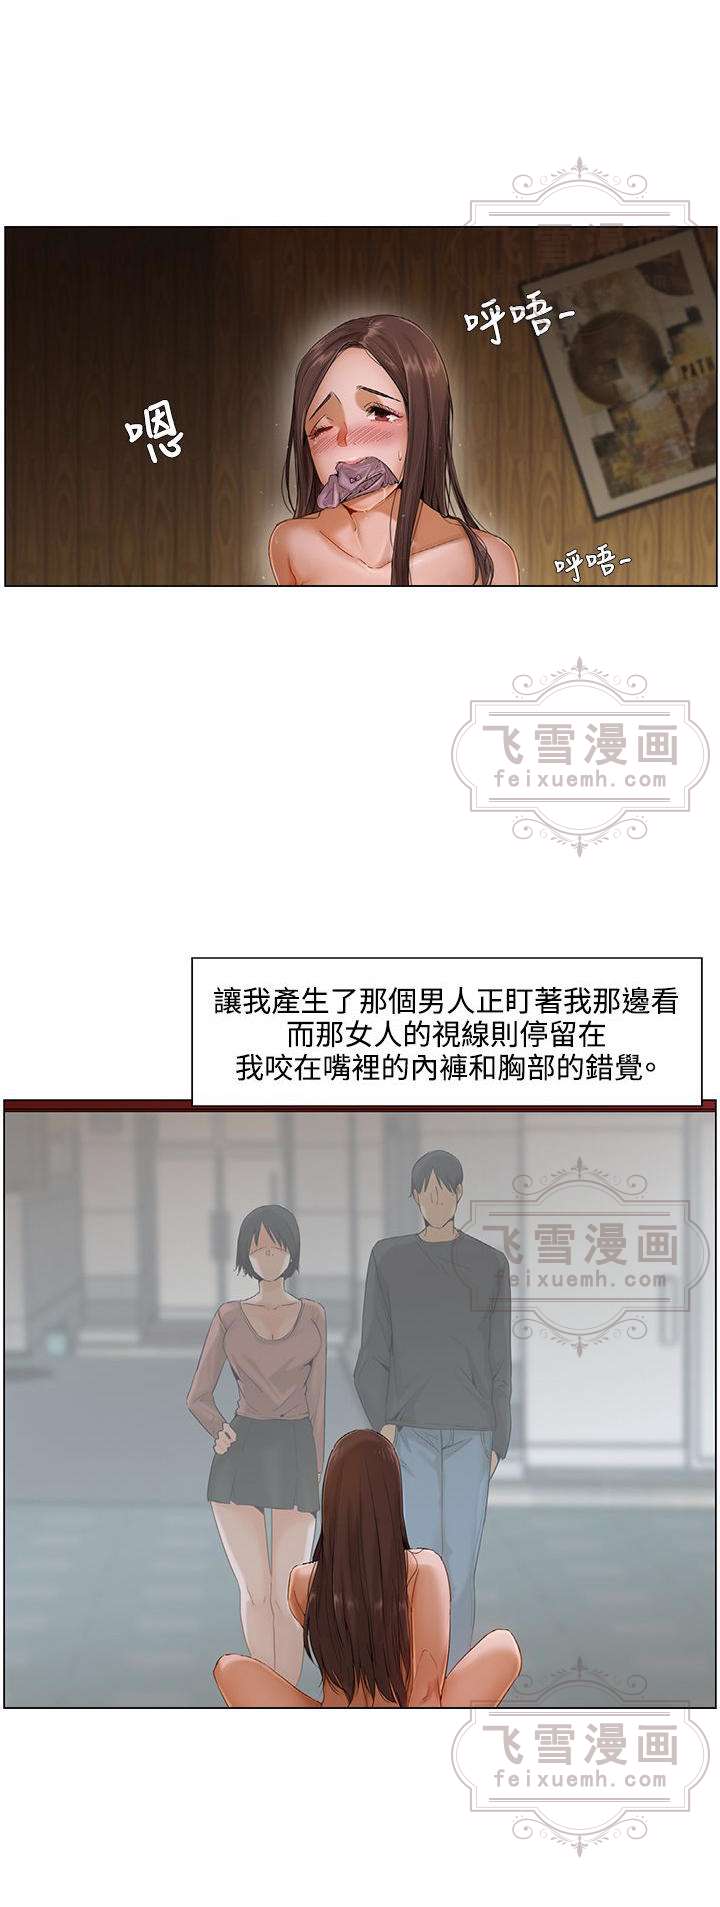 呼唔~
嗯
PATH
呼唔~
飞雪漫画
feixuemh.com
讓我產生了那個男人正盯著我那邊看
而那女人的視線則停留在
我咬在嘴裡的內褲和胸部的錯覺。
飞雪漫画
feixuemh.com
飞雪漫画
feixuemh.com